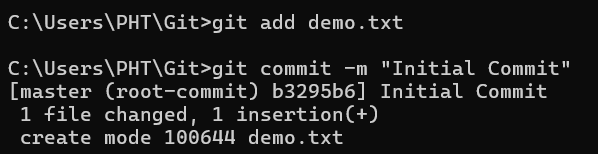 C:\Users\PHT\Git>git add demo.txt
C:\Users\PHT\Git>git commit -m "Initial Commit"
[master (root-commit) b3295b6] Initial Commit
 1 file changed, 1 insertion(+)
 create mode 100644 demo.txt